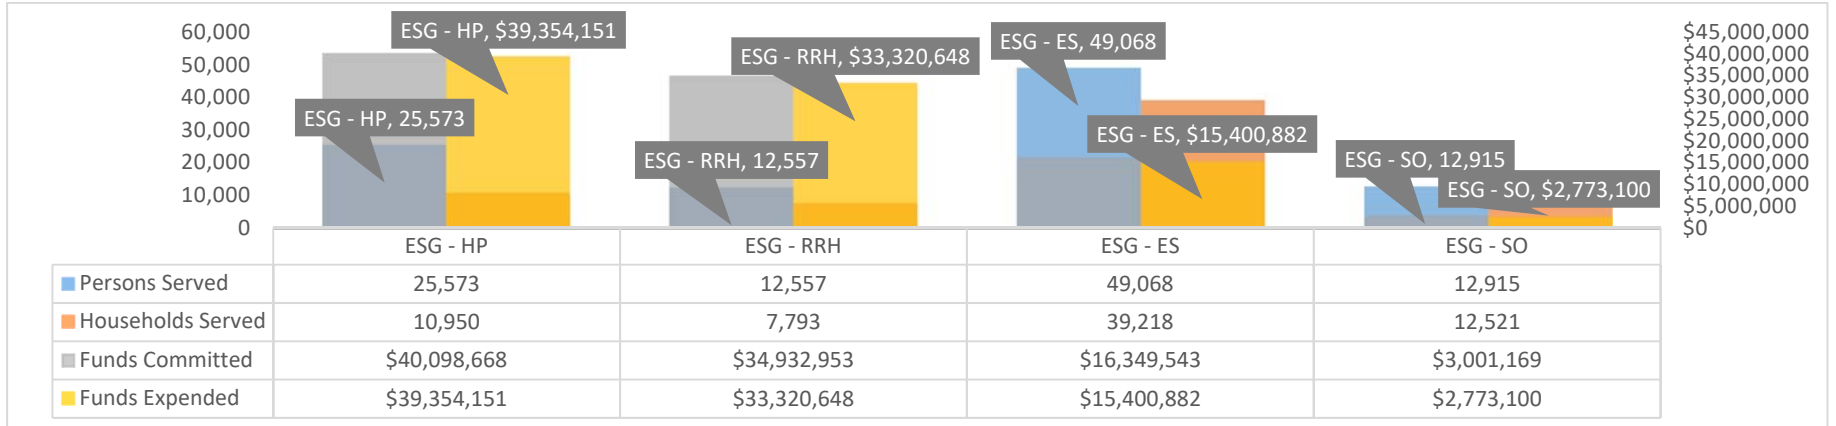 60,000
50,000
40,000
30,000
20,000
10,000
0
$45,000,000
$40,000,000
$35,000,000
$30,000,000
$25,000,000
$20,000,000
$15,000,000
$10,000,000
$5,000,000
$0
ESG - HP, $39,354,151
ESG - HP, 25,573
ESG - RRH, $33,320,648
ESG - RRH, 12,557
ESG - ES, 49,068
ESG - ES, $15,400,882
ESG - SO, 12,915
ESG - SO, $2,773,100
ESG - HP ESG - RRH ESG - ES ESG - SO
Persons Served 25,573 12,557 49,068 12,915
Households Served 10,950 7,793 39,218 12,521
Funds Committed $40,098,668 $34,932,953 $16,349,543 $3,001,169
Funds Expended $39,354,151 $33,320,648 $15,400,882 $2,773,100